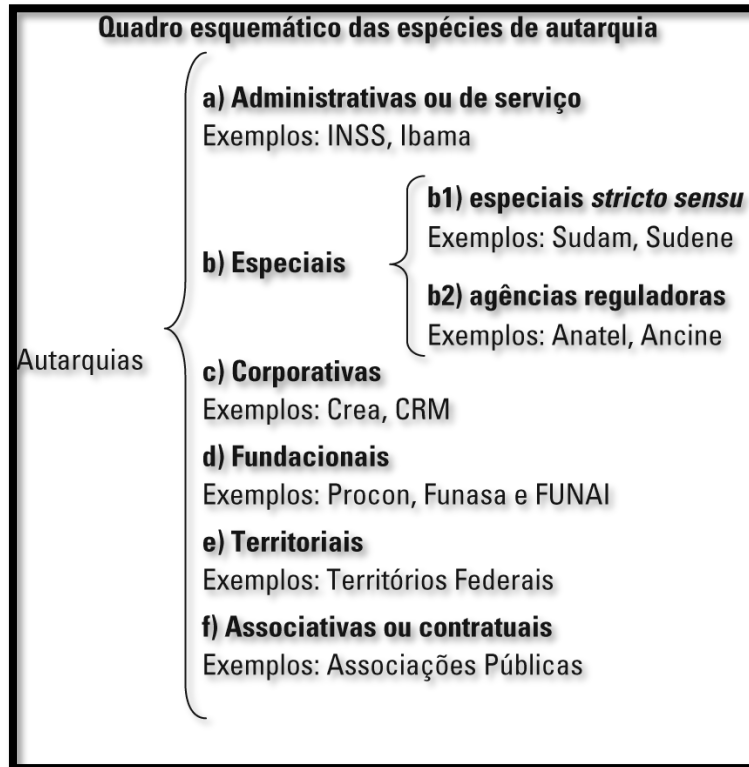 Quadro esquemático das espécies de autarquia
Autarquias
a) Administrativas ou de serviço
Exemplos: INSS, Ibama
b) Especiais
b1) especiais stricto sensu
Exemplos: Sudam, Sudene
b2) agências reguladoras
Exemplos: Anatel, Ancine
c) Corporativas
Exemplos: Crea, CRM
d) Fundacionais
Exemplos: Procon, Funasa e FUNAI
e) Territoriais
Exemplos: Territórios Federais
f) Associativas ou contratuais
Exemplos: Associações Públicas